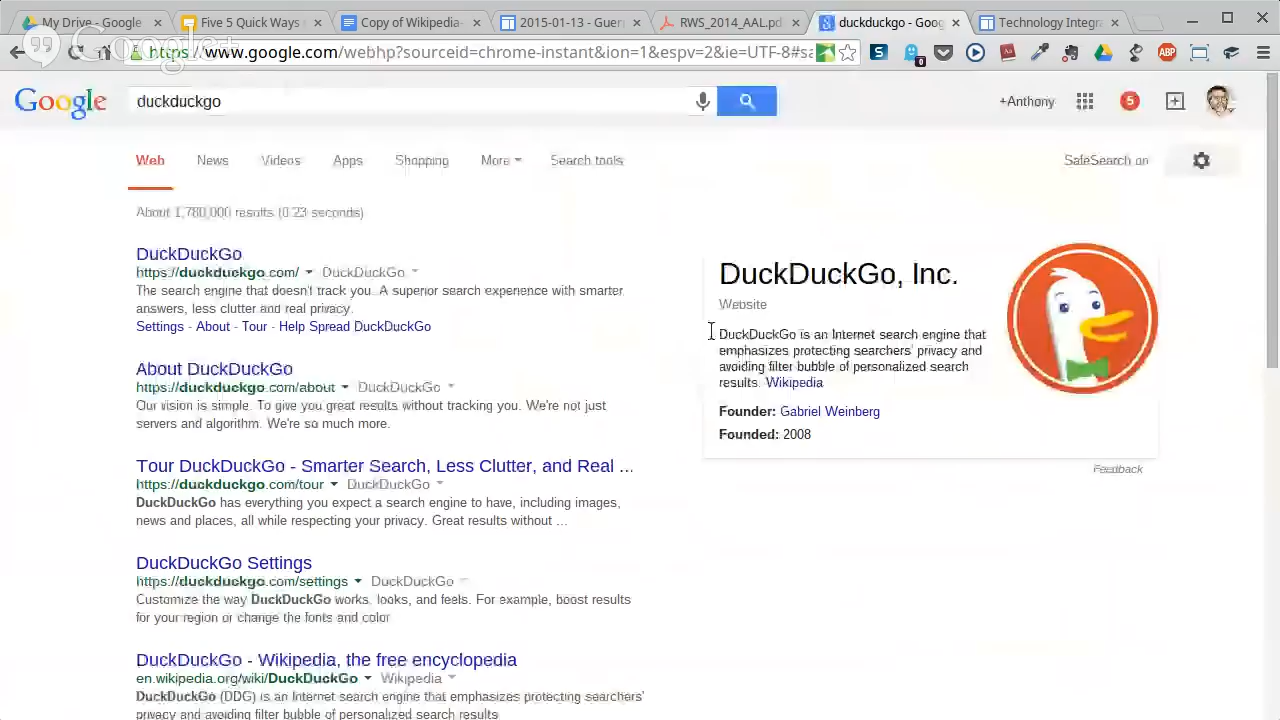 My Drive - Google
Five 5 Quick Ways
Copy of Wikipedia-
2015-01-13 - Guer
RWS_2014_AAL.pd
duckduckgo - Goog
Technology Integra
Google+
https://www.google.com/webhp?sourceid=chrome-instant&ion=1&espv=2&ie=UTF-8#sa
Google
duckduckgo
+Anthony
5
Web
News
Videos
Apps
Shopping
More
Search tools
SafeSearch on
About 1,780,000 results (0.23 seconds)
DuckDuckGo
https://duckduckgo.com/ DuckDuckGo
The search engine that doesn't track you. A superior search experience with smarter
answers, less clutter and real privacy.
Settings - About - Tour - Help Spread DuckDuckGo
About DuckDuckGo
https://duckduckgo.com/about DuckDuckGo
Our vision is simple. To give you great results without tracking you. We're not just
servers and algorithm. We're so much more.
Tour DuckDuckGo - Smarter Search, Less Clutter, and Real ...
https://duckduckgo.com/tour DuckDuckGo
DuckDuckGo has everything you expect a search engine to have, including images,
news and places, all while respecting your privacy. Great results without ...
DuckDuckGo Settings
https://duckduckgo.com/settings DuckDuckGo
Customize the way DuckDuckGo works, looks, and feels. For example, boost results
for your region or change the fonts and color
DuckDuckGo - Wikipedia, the free encyclopedia
en.wikipedia.org/wiki/DuckDuckGo Wikipedia
DuckDuckGo (DDG) is an Internet search engine that emphasizes protecting searchers'
privacy and avoiding filter bubble of personalized search results
DuckDuckGo, Inc.
Website
DuckDuckGo is an Internet search engine that
emphasizes protecting searchers' privacy and
avoiding filter bubble of personalized search
results. Wikipedia
Founder: Gabriel Weinberg
Founded: 2008
Feedback